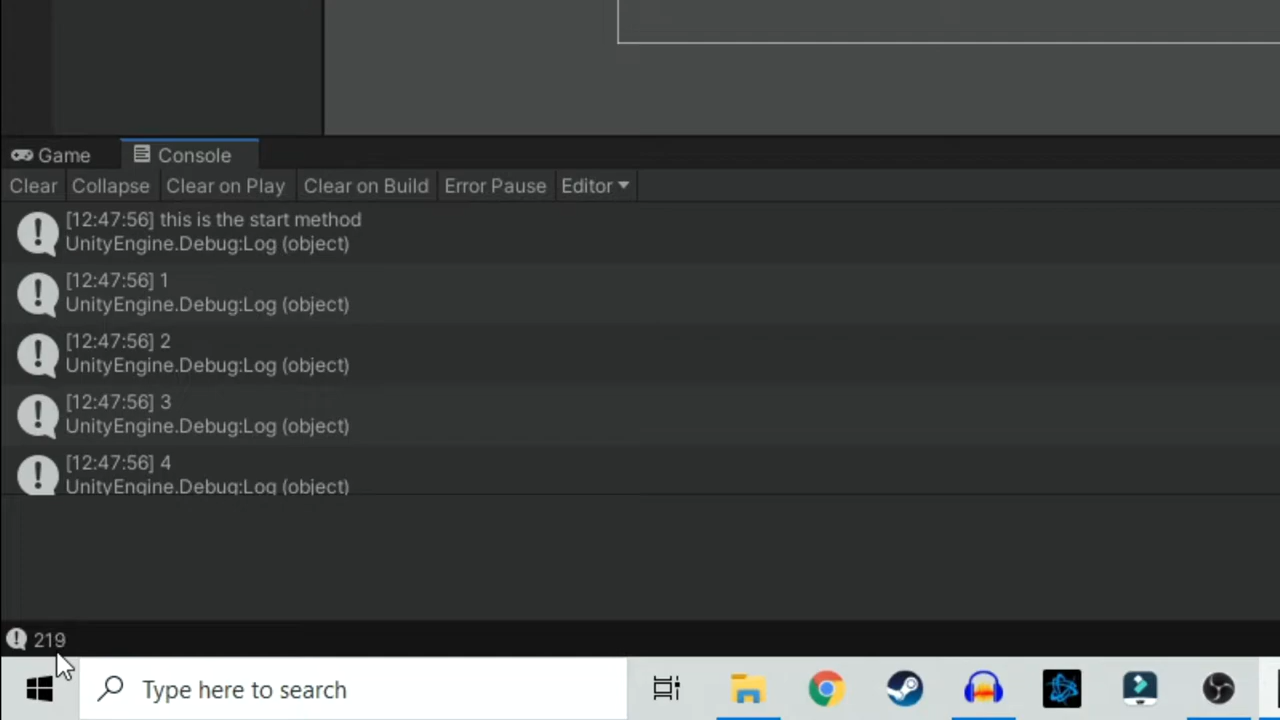 Game Console
Clear Collapse Clear on Play Clear on Build Error Pause Editor
[12:47:56] this is the start method
UnityEngine.Debug:Log (object)
[12:47:56] 1
UnityEngine.Debug:Log (object)
[12:47:56] 2
UnityEngine.Debug:Log (object)
[12:47:56] 3
UnityEngine.Debug:Log (object)
[12:47:56] 4
UnityEngine.Debug:Log (object)
219
Type here to search